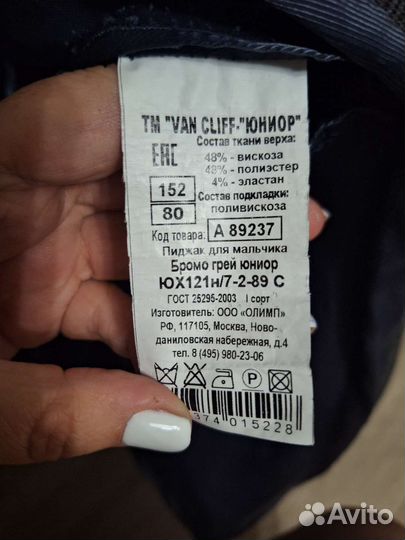 ТМ "VAN CLIFF-"ЮНИОР"
EAC
Состав ткани верха:
48% - вискоза
48% - полиэстер
4% - эластан
152
80
Состав подкладки:
поливискоза
Код товара: А 89237
Пиджак для мальчика
Бромо грей юниор
ЮХ121н/7-2-89 С
ГОСТ 25295-2003 I сорт
Изготовитель: ООО «ОЛИМП»
РФ, 117105, Москва, Ново-
даниловская набережная, д.4
тел. 8 (495) 980-23-06
P
374 015228
Avito